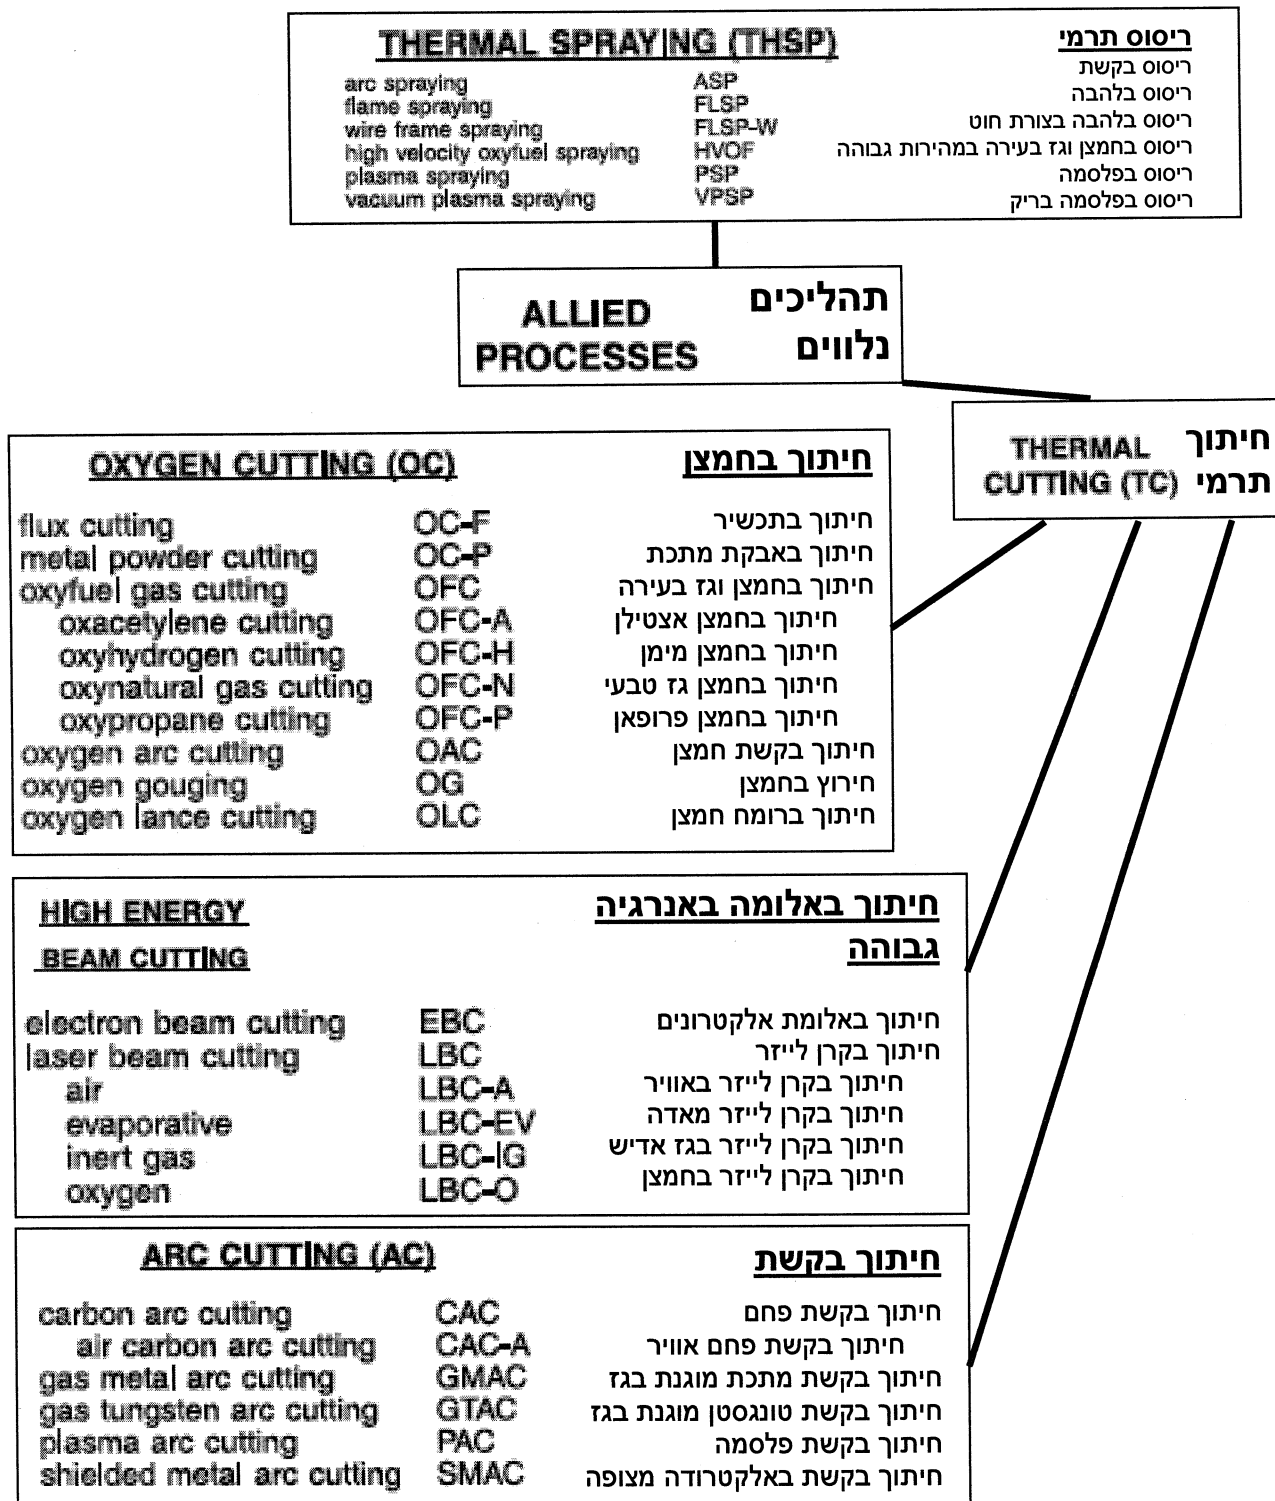 THERMAL SPRAYING (THSP) ריסוס תרמי
arc spraying ASP ריסוס בקשת
flame spraying FLSP ריסוס בלהבה
wire frame spraying FLSP-W ריסוס בלהבה בצורת חוט
high velocity oxyfuel spraying HVOF ריסוס בחמצן וגז בעירה במהירות גבוהה
plasma spraying PSP ריסוס בפלסמה
vacuum plasma spraying VPSP ריסוס בפלסמה בריק
ALLIED תהליכים
PROCESSES נלווים
THERMAL חיתוך
CUTTING (TC) תרמי
OXYGEN CUTTING (OC) חיתוך בחמצן
flux cutting OC-F חיתוך בתכשיר
metal powder cutting OC-P חיתוך באבקת מתכת
oxyfuel gas cutting OFC חיתוך בחמצן וגז בעירה
oxacetylene cutting OFC-A חיתוך בחמצן אצטילן
oxyhydrogen cutting OFC-H חיתוך בחמצן מימן
oxynatural gas cutting OFC-N חיתוך בחמצן גז טבעי
oxypropane cutting OFC-P חיתוך בחמצן פרופאן
oxygen arc cutting OAC חיתוך בקשת חמצן
oxygen gouging OG חירוץ בחמצן
oxygen lance cutting OLC חיתוך ברומח חמצן
HIGH ENERGY חיתוך באלומה באנרגיה
BEAM CUTTING גבוהה
electron beam cutting EBC חיתוך באלומת אלקטרונים
laser beam cutting LBC חיתוך בקרן לייזר
air LBC-A חיתוך בקרן לייזר באוויר
evaporative LBC-EV חיתוך בקרן לייזר מאדה
inert gas LBC-IG חיתוך בקרן לייזר בגז אדיש
oxygen LBC-O חיתוך בקרן לייזר בחמצן
ARC CUTTING (AC) חיתוך בקשת
carbon arc cutting CAC חיתוך בקשת פחם
air carbon arc cutting CAC-A חיתוך בקשת פחם אוויר
gas metal arc cutting GMAC חיתוך בקשת מתכת מוגנת בגז
gas tungsten arc cutting GTAC חיתוך בקשת טונגסטן מוגנת בגז
plasma arc cutting PAC חיתוך בקשת פלסמה
shielded metal arc cutting SMAC חיתוך בקשת באלקטרודה מצופה